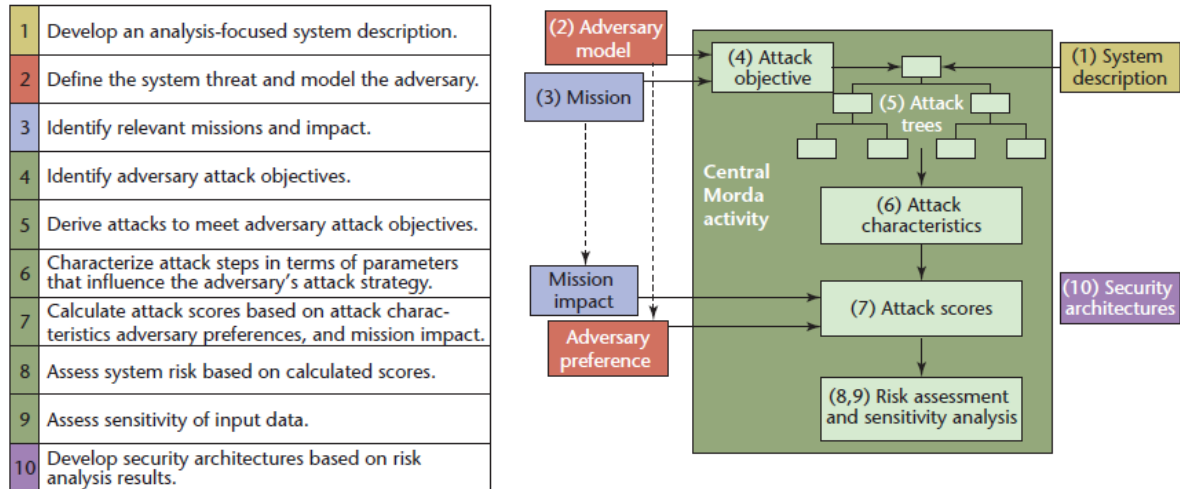 1 Develop an analysis-focused system description.
2 Define the system threat and model the adversary.
3 Identify relevant missions and impact.
4 Identify adversary attack objectives.
5 Derive attacks to meet adversary attack objectives.
6 Characterize attack steps in terms of parameters
that influence the adversary's attack strategy.
7 Calculate attack scores based on attack charac-
teristics adversary preferences, and mission impact.
8 Assess system risk based on calculated scores.
9 Assess sensitivity of input data.
10 Develop security architectures based on risk
analysis results.
(2) Adversary
model
(3) Mission
(4) Attack
objective
(5) Attack
trees
(1) System
description
Central
Morda
activity
(6) Attack
characteristics
Mission
impact
Adversary
preference
(7) Attack scores
(10) Security
architectures
(8,9) Risk assessment
and sensitivity analysis